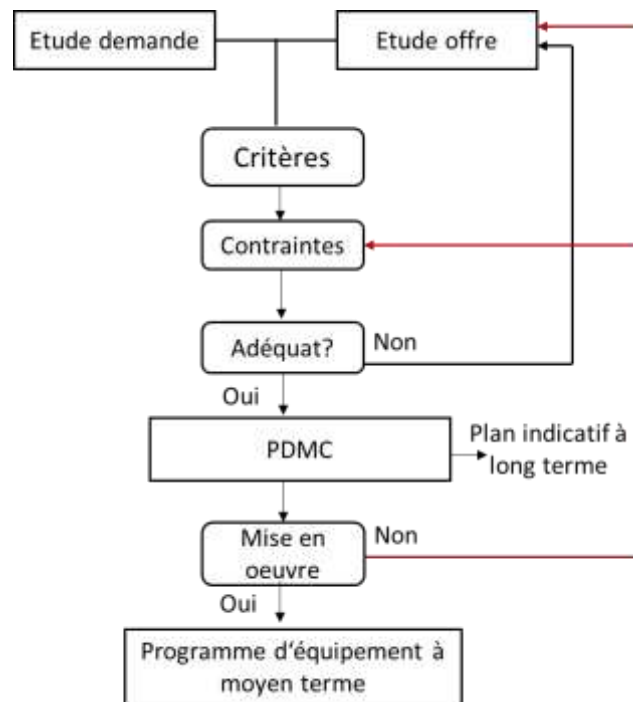 Etude demande
Etude offre
Critères
Contraintes
Adéquat?
Non
Oui
PDMC
Plan indicatif à
long terme
Mise en
oeuvre
Non
Oui
Programme d'équipement à
moyen terme